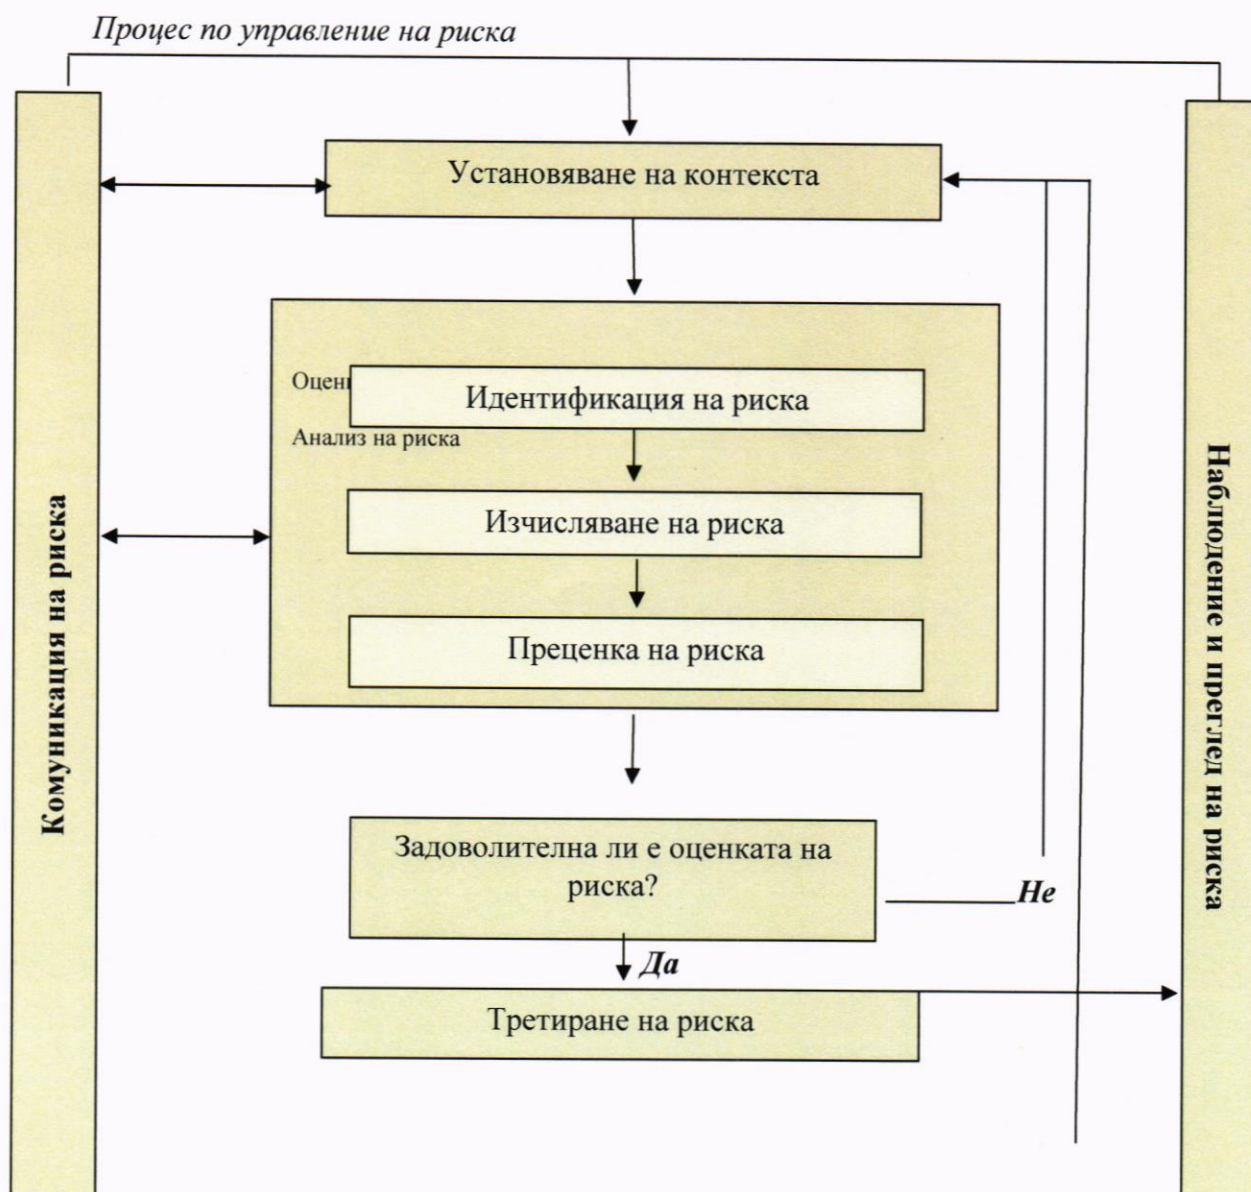 Процес по управление на риска
Установяване на контекста
Идентификация на риска
Анализ на риска
Изчисляване на риска
Преценка на риска
Задоволителна ли е оценката на
риска?
Не
Да
Третиране на риска
Комуникация на риска
Наблюдение и преглед на риска